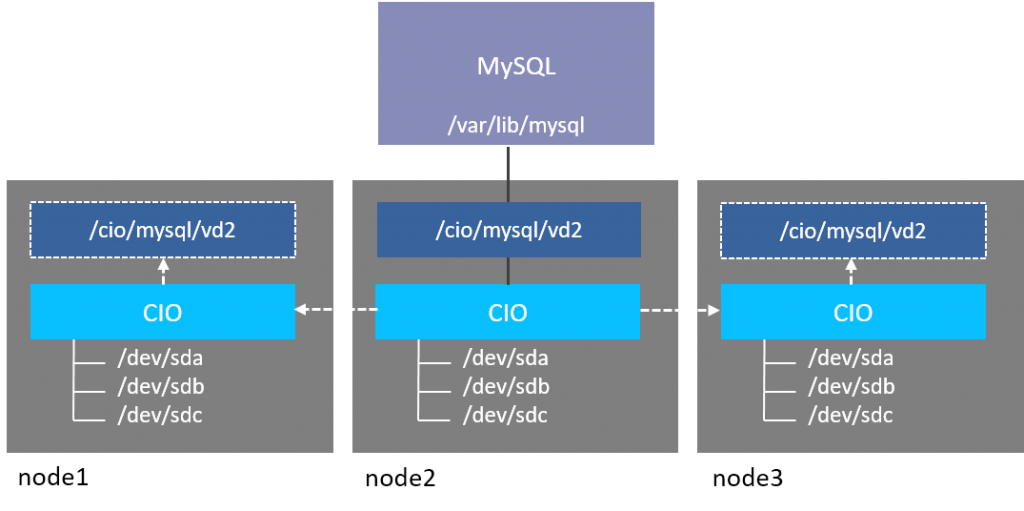 MySQL
/var/lib/mysql
/cio/mysql/vd2
/cio/mysql/vd2
/cio/mysql/vd2
CIO
CIO
CIO
/dev/sda
/dev/sdb
/dev/sdc
/dev/sda
/dev/sdb
/dev/sdc
/dev/sda
/dev/sdb
/dev/sdc
node1
node2
node3